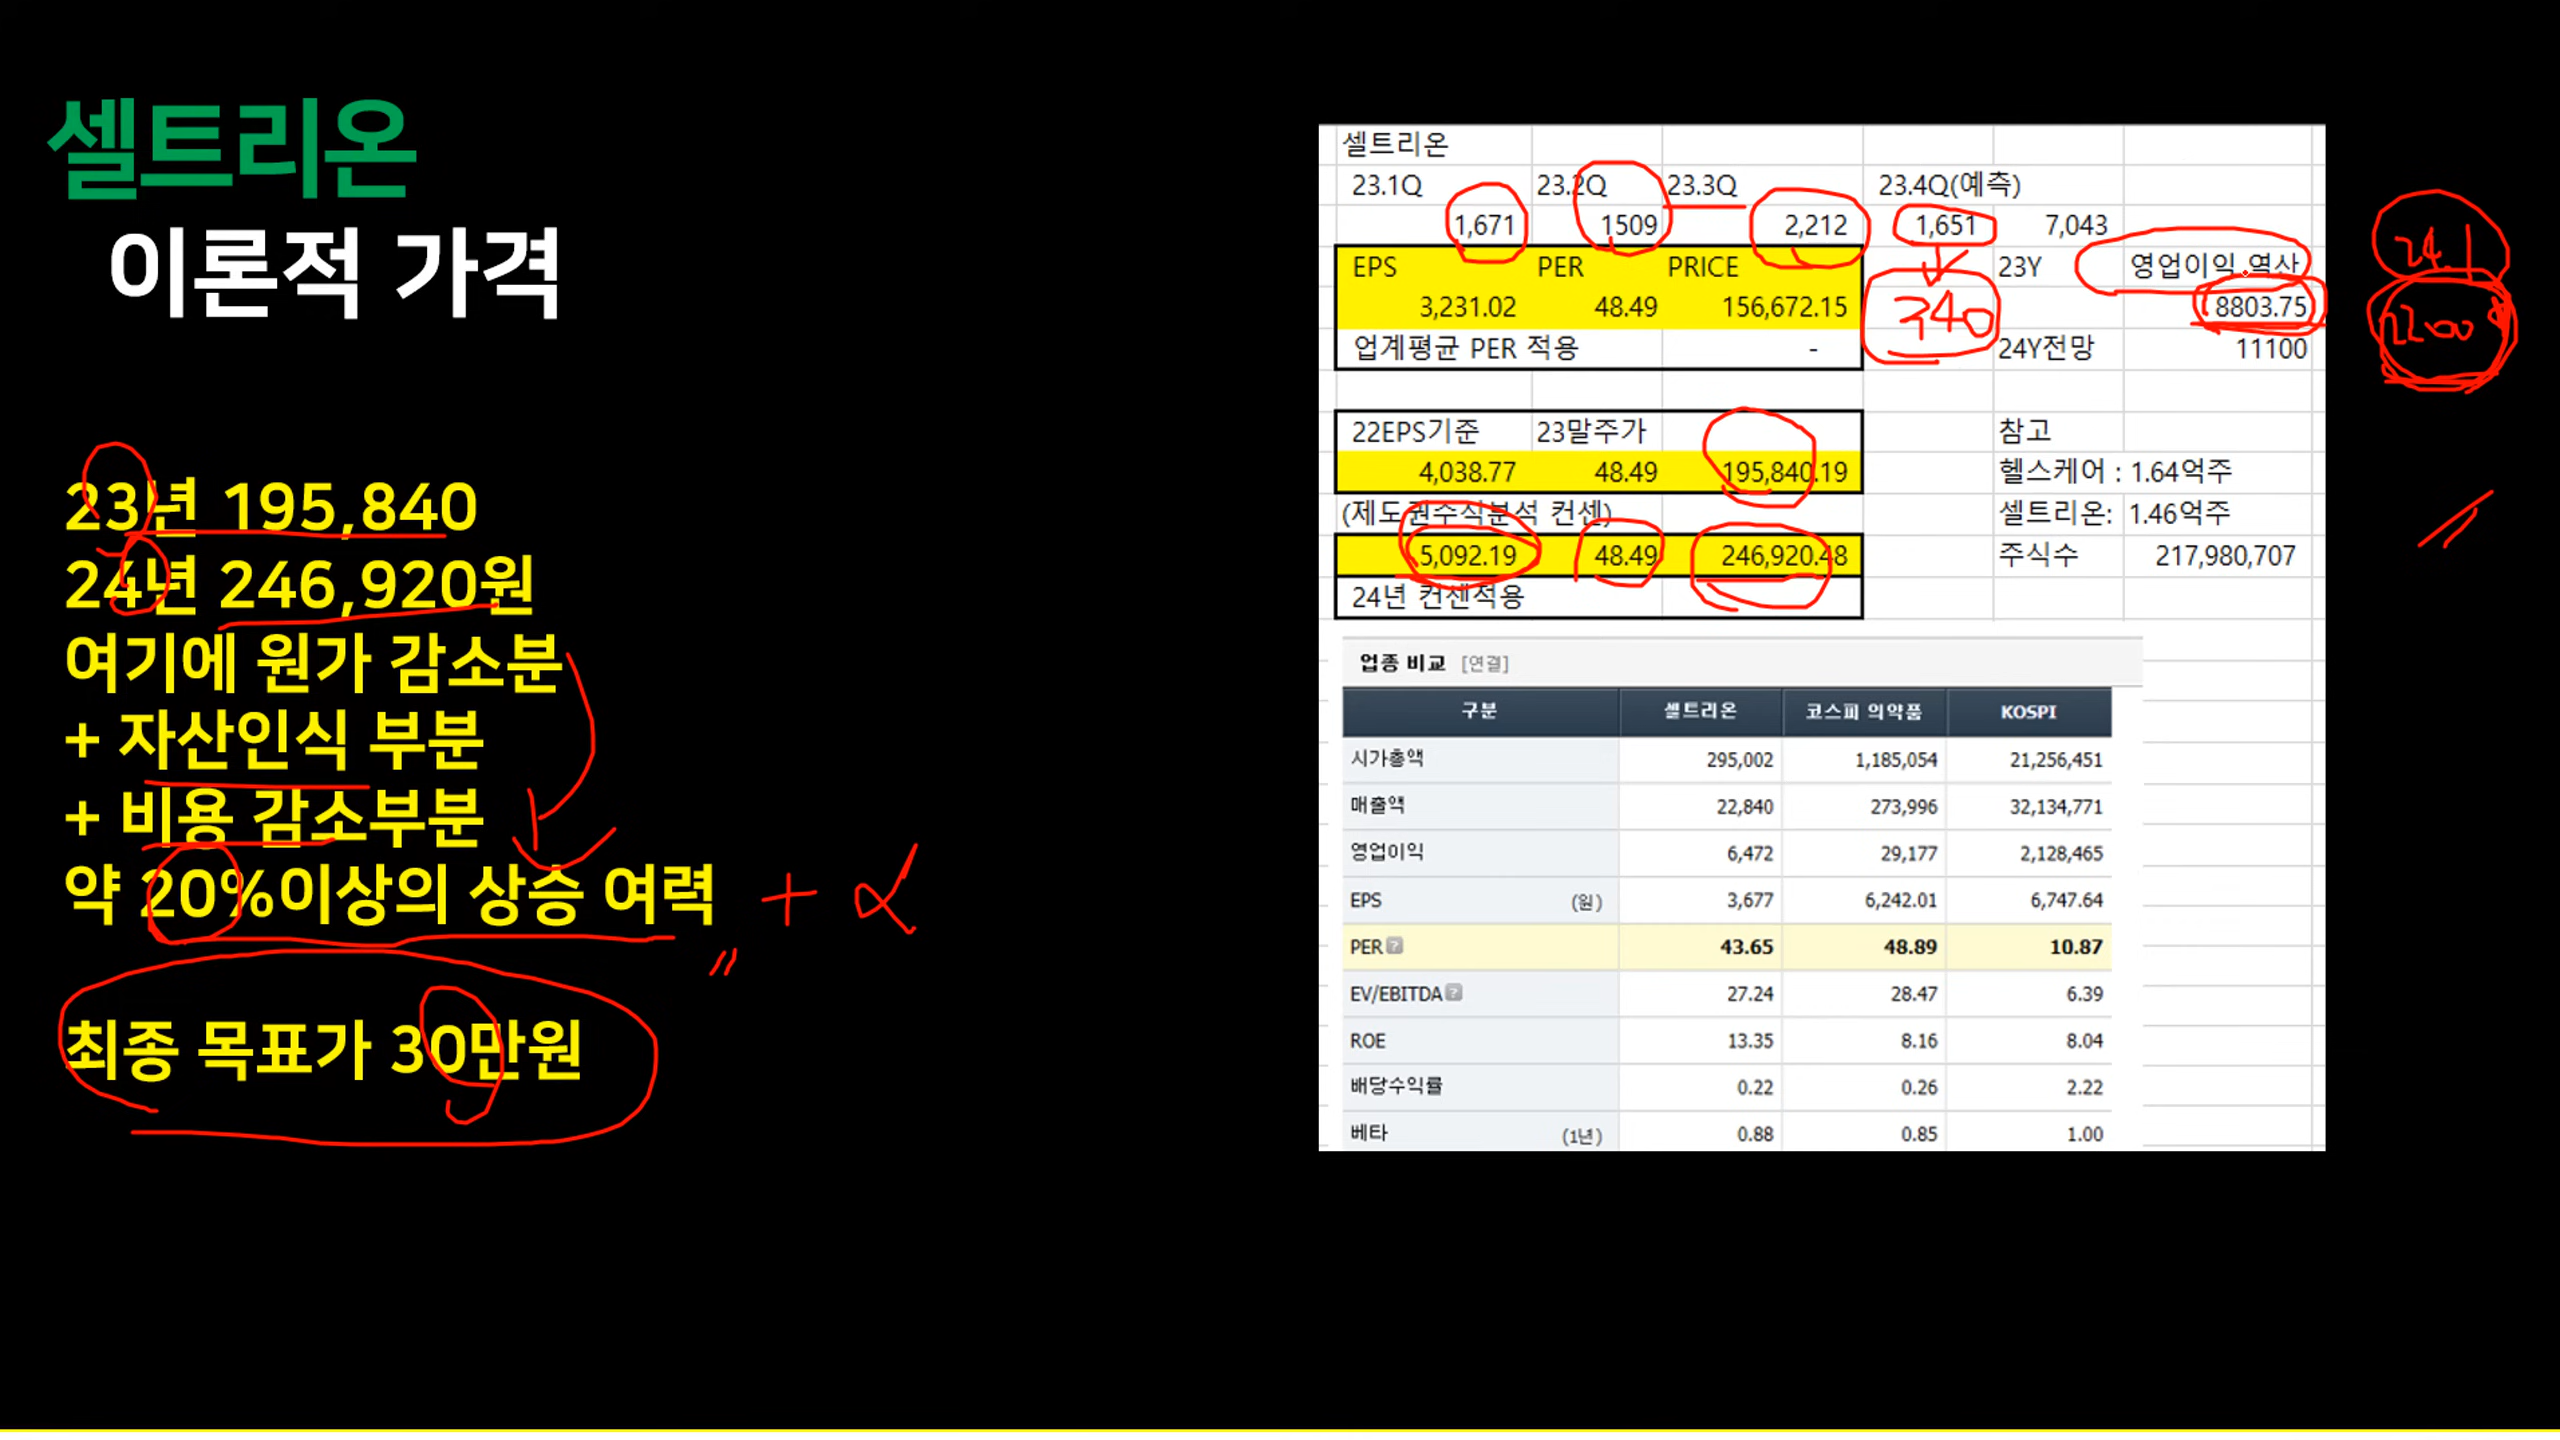 셀트리온
이론적 가격
23년 195,840
24년 246,920원
여기에 원가 감소분
+ 자산인식 부분
+ 비용 감소부분
약 20%이상의 상승 여력 + α
최종 목표가 30만원
셀트리온
23.1Q 23.2Q 23.3Q 23.4Q(예측)
1,671 1509 2,212 1,651 7,043
EPS PER PRICE 23Y 영업이익 역산
3,231.02 48.49 156,672.15 340 8803.75
업계평균 PER 적용 - 24Y전망 11100
24.1
2200
22EPS기준 23말주가 참고
4,038.77 48.49 195,840.19 헬스케어 : 1.64억주
(제도권주식분석 컨센) 셀트리온: 1.46억주
5,092.19 48.49 246,920.48 주식수 217,980,707
24년 컨센적용
업종 비교 [연결]
구분 셀트리온 코스피 의약품 KOSPI
시가총액 295,002 1,185,054 21,256,451
매출액 22,840 273,996 32,134,771
영업이익 6,472 29,177 2,128,465
EPS (원) 3,677 6,242.01 6,747.64
PER ? 43.65 48.89 10.87
EV/EBITDA ? 27.24 28.47 6.39
ROE 13.35 8.16 8.04
배당수익률 0.22 0.26 2.22
베타 (1년) 0.88 0.85 1.00